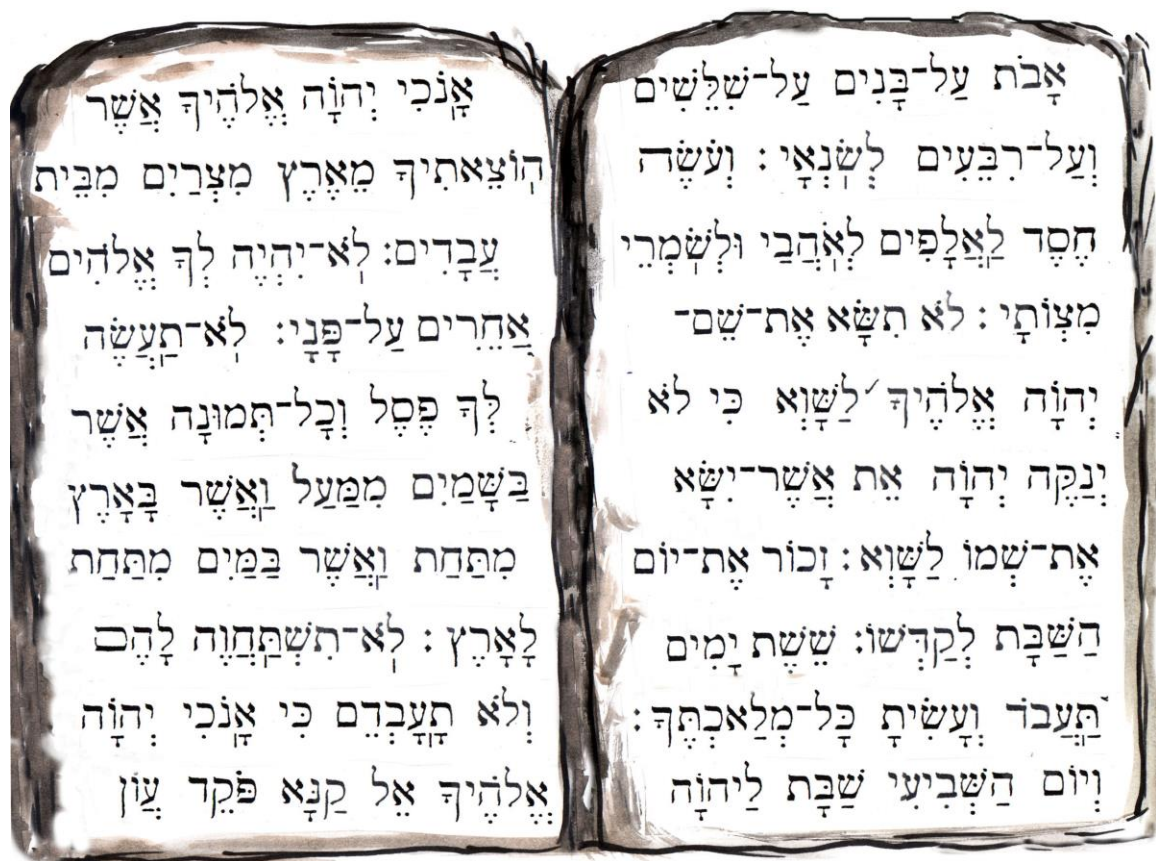 אָנֹכִי יְהוָֹה אֱלֹהֶיךָ אֲשֶׁר
הוֹצֵאתִיךָ מֵאֶרֶץ מִצְרַיִם מִבֵּית
עֲבָדִים: לֹא־יִהְיֶה לְךָ אֱלֹהִים
אֲחֵרִים עַל־פָּנָי: לֹא־תַעֲשֶׂה
לְּךָ פֶסֶל וְכָל־תְּמוּנָה אֲשֶׁר
בַּשָּׁמַיִם מִמַּעַל וַאֲשֶׁר בָּאָרֶץ
מִתַּחַת וַאֲשֶׁר בַּמַּיִם מִתַּחַת
לָאָרֶץ : לֹא־תִשְׁתַּחֲוֶה לָהֶם
וְלֹא תָעָבְדֵם כִּי אָנֹכִי יְהוָֹה
אֱלֹהֶיךָ אֵל קַנָּא פֹּקֵד עֲוֹן
אָבֹת עַל־בָּנִים עַל־שִׁלֵּשִׁים
וְעַל־רִבֵּעִים לְשֹׂנְאָי : וְעֹשֶׂה
חֶסֶד לַאֲלָפִים לְאֹהֲבַי וּלְשֹׁמְרֵי
מִצְוֹתָי : לֹא תִשָּׂא אֶת־שֵׁם־
יְהוָֹה אֱלֹהֶיךָ לַשָּׁוְא כִּי לֹא
יְנַקֶּה יְהוָֹה אֵת אֲשֶׁר־יִשָּׂא
אֶת־שְׁמוֹ לַשָּׁוְא: זָכוֹר אֶת־יוֹם
הַשַּׁבָּת לְקַדְּשׁוֹ: שֵׁשֶׁת יָמִים
תַּעֲבֹד וְעָשִׂיתָ כָּל־מְלַאכְתֶּךָ:
וְיוֹם הַשְּׁבִיעִי שַׁבָּת לַיהוָֹה